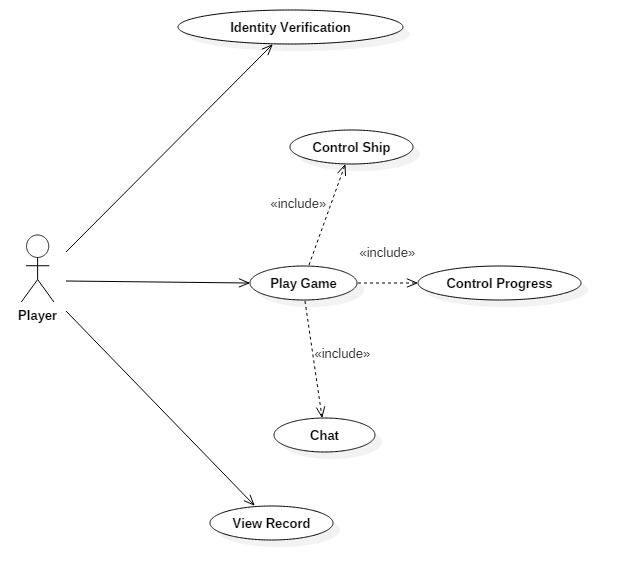 Identity Verification
Control Ship
«include»
«include»
Play Game
Control Progress
Player
«include»
Chat
View Record